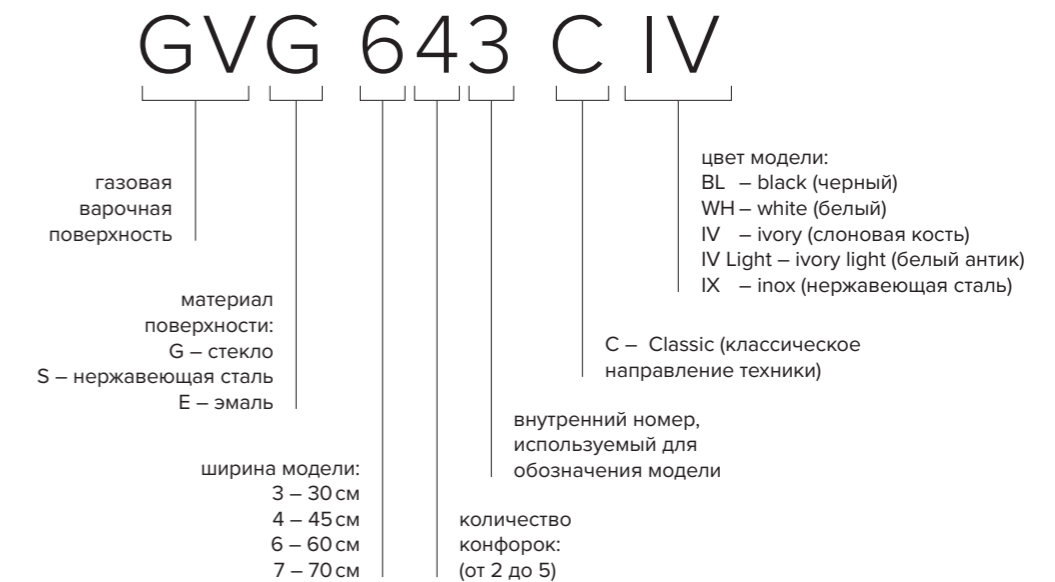 GVG 643 C IV
газовая
варочная
поверхность
материал
поверхности:
G – стекло
S – нержавеющая сталь
E – эмаль
ширина модели:
3 – 30 см
4 – 45 см
6 – 60 см
7 – 70 см
количество
конфорок:
(от 2 до 5)
внутренний номер,
используемый для
обозначения модели
C – Classic (классическое
направление техники)
цвет модели:
BL – black (черный)
WH – white (белый)
IV – ivory (слоновая кость)
IV Light – ivory light (белый антик)
IX – inox (нержавеющая сталь)